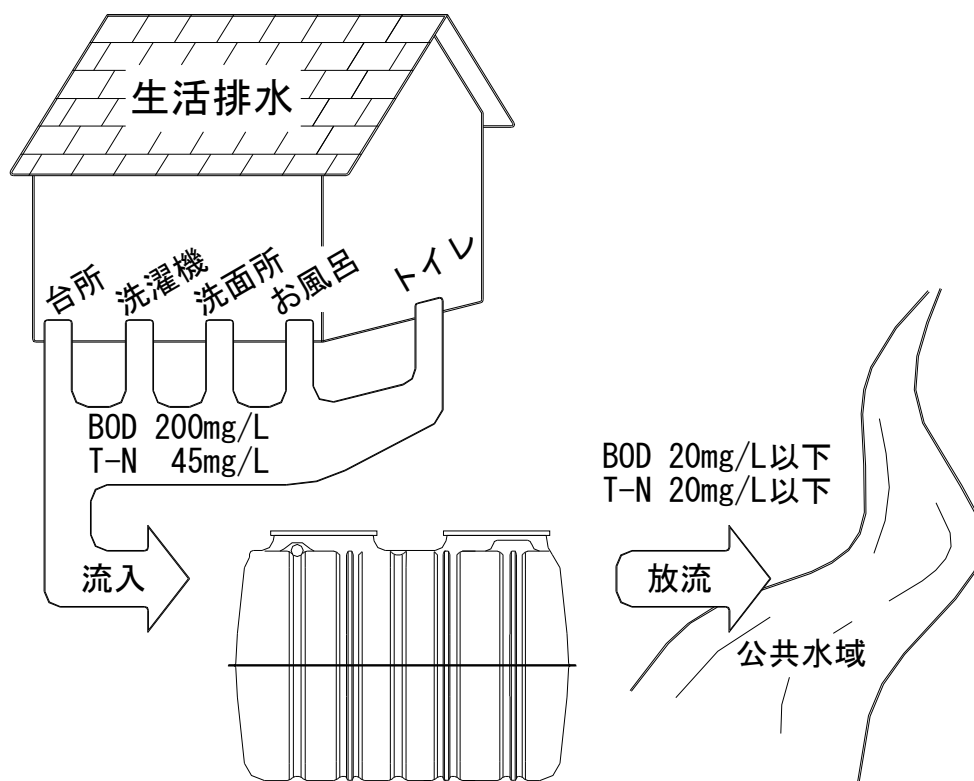 生活排水
台所
洗濯機
洗面所
お風呂
トイレ
BOD 200mg/L
T-N 45mg/L
BOD 20mg/L以下
T-N 20mg/L以下
流入
放流
公共水域